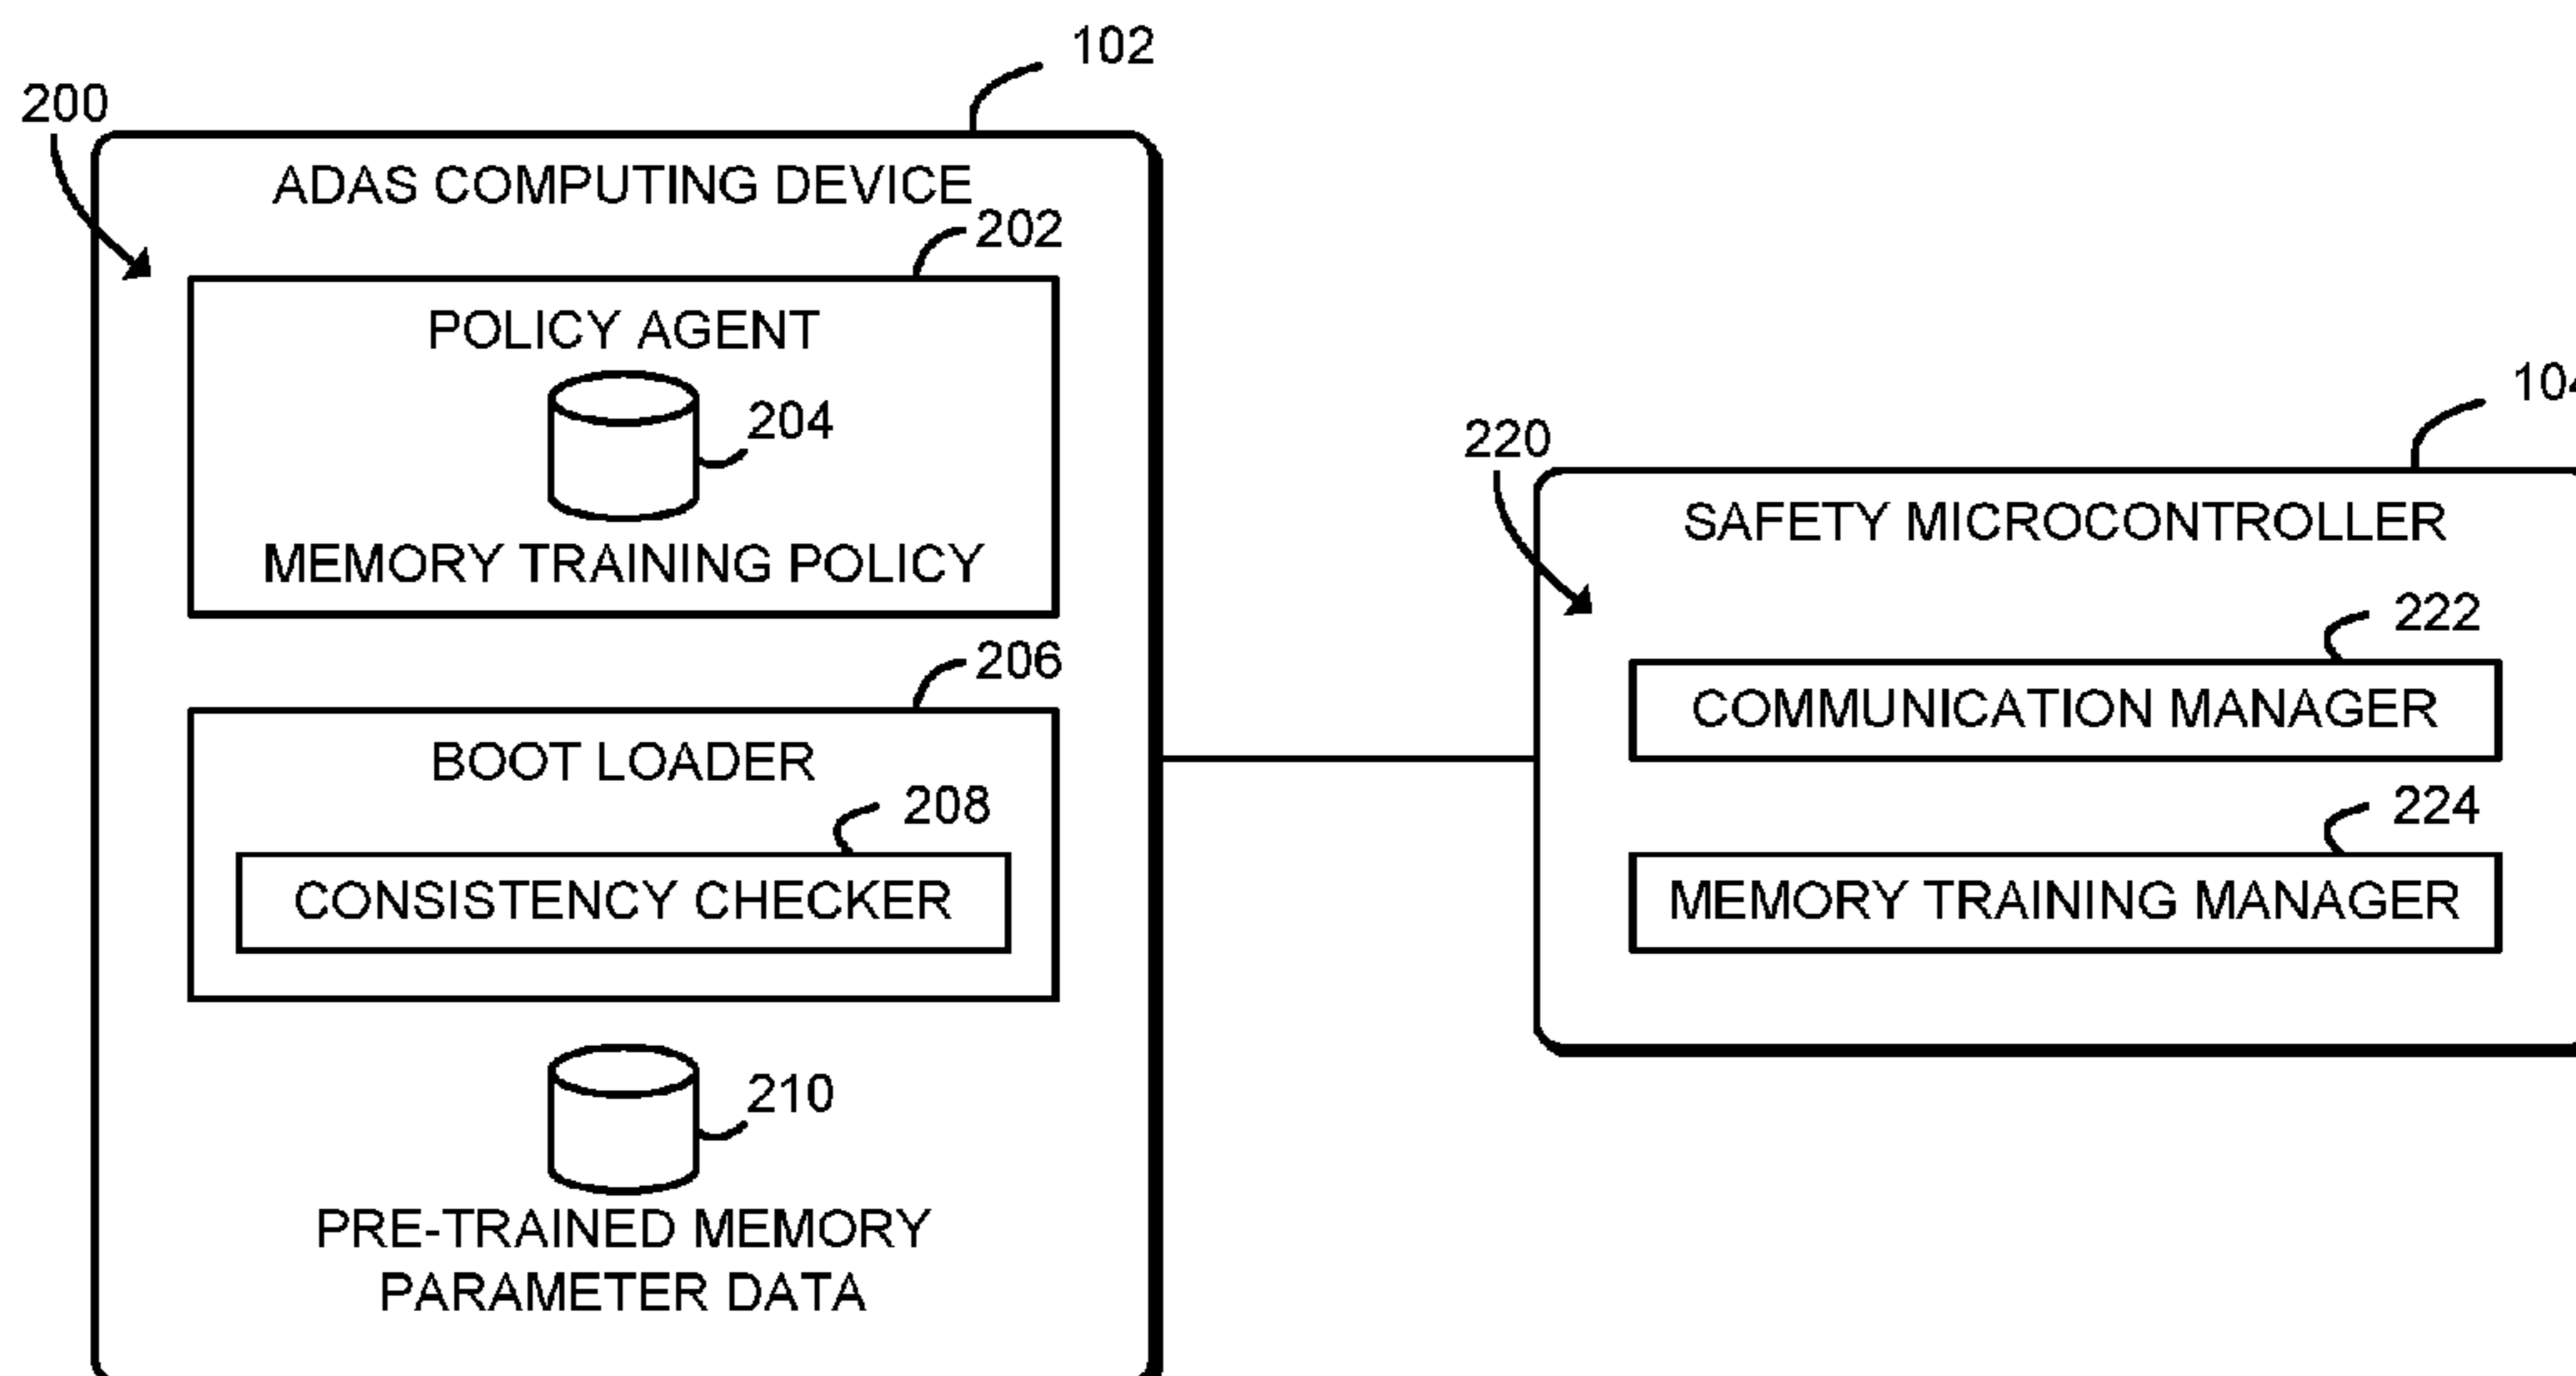 102
200
ADAS COMPUTING DEVICE
202
POLICY AGENT
204
MEMORY TRAINING POLICY
206
BOOT LOADER
208
CONSISTENCY CHECKER
210
PRE-TRAINED MEMORY
PARAMETER DATA
104
220
SAFETY MICROCONTROLLER
222
COMMUNICATION MANAGER
224
MEMORY TRAINING MANAGER